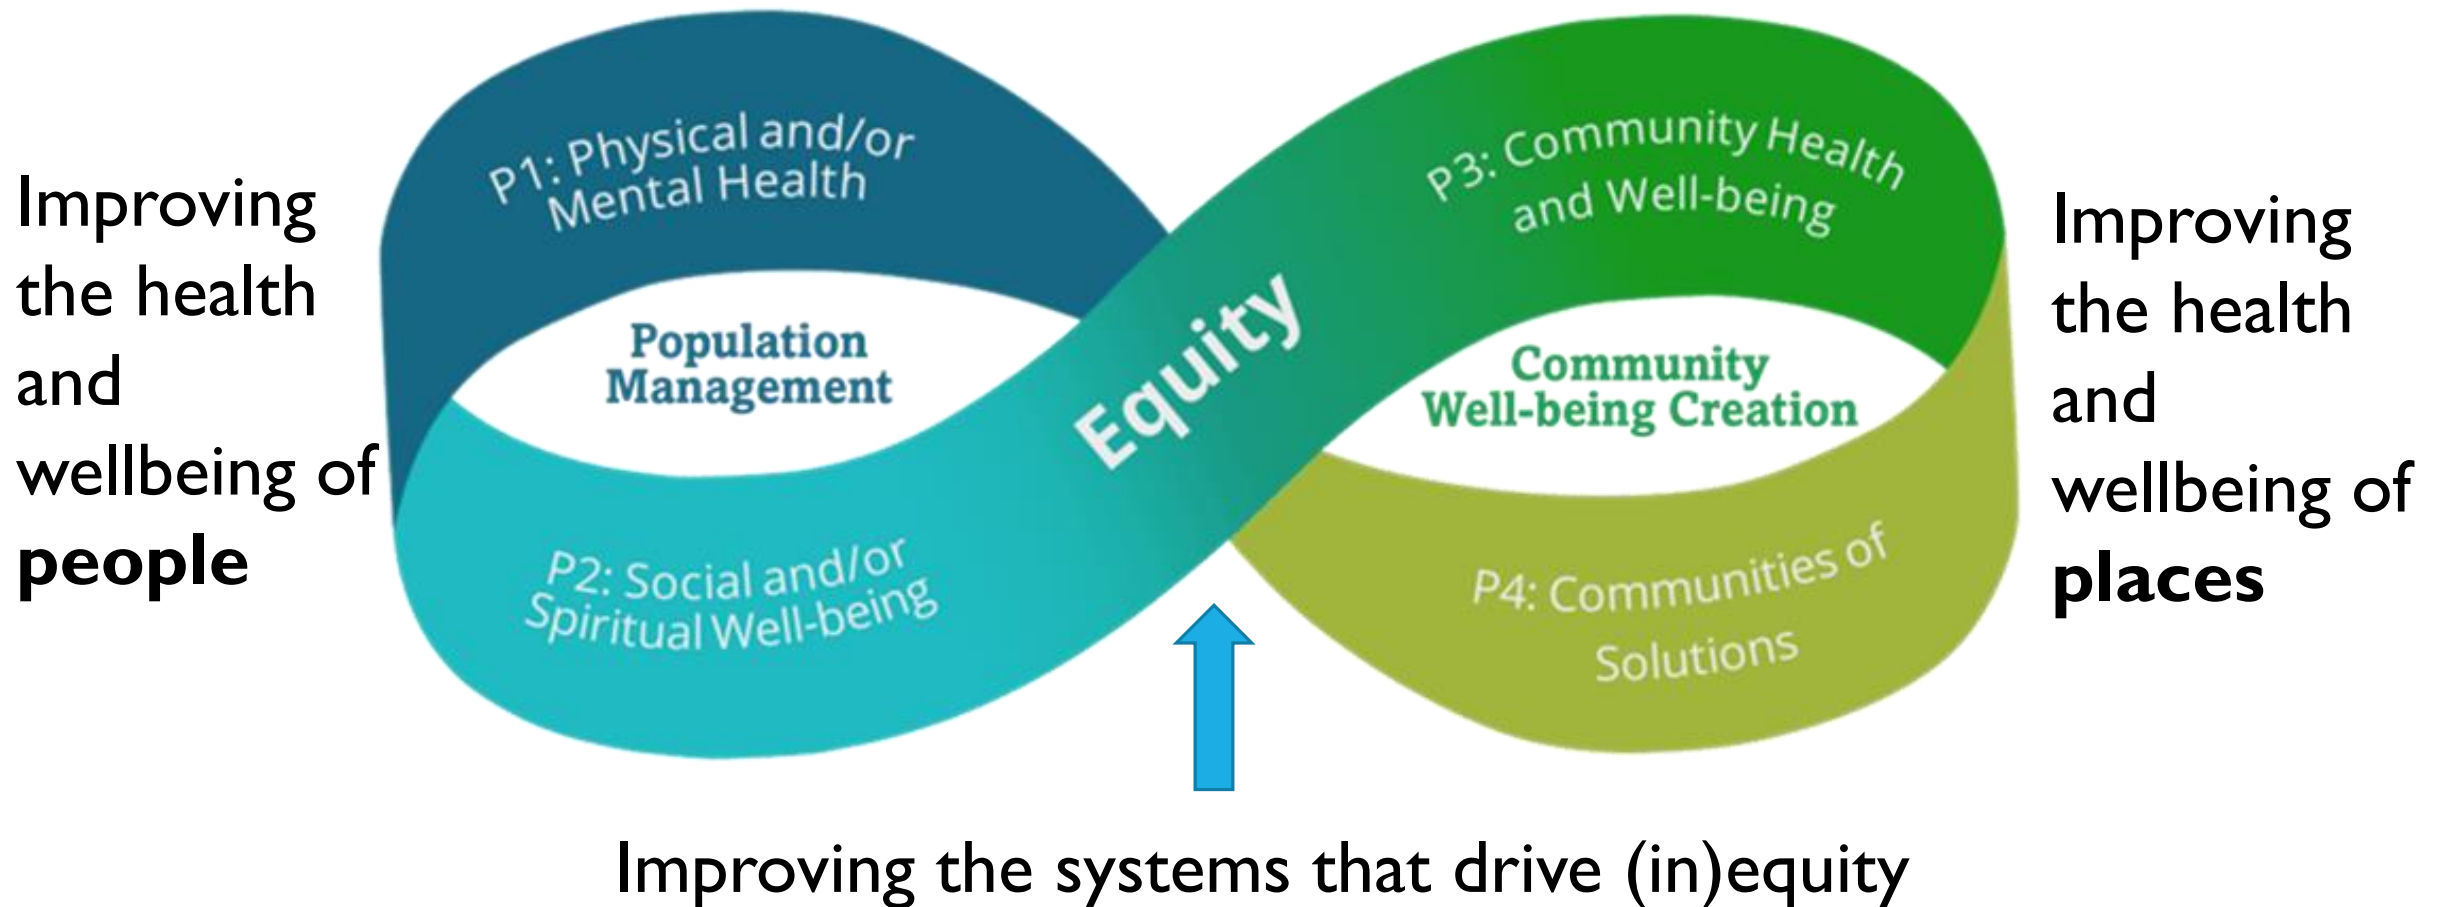 Improving
the health
and
wellbeing of
people
P1: Physical and/or
Mental Health
Population
Management
P2: Social and/or
Spiritual Well-being
Equity
P3: Community Health
and Well-being
Community
Well-being Creation
P4: Communities of
Solutions
Improving
the health
and
wellbeing of
places
Improving the systems that drive (in)equity